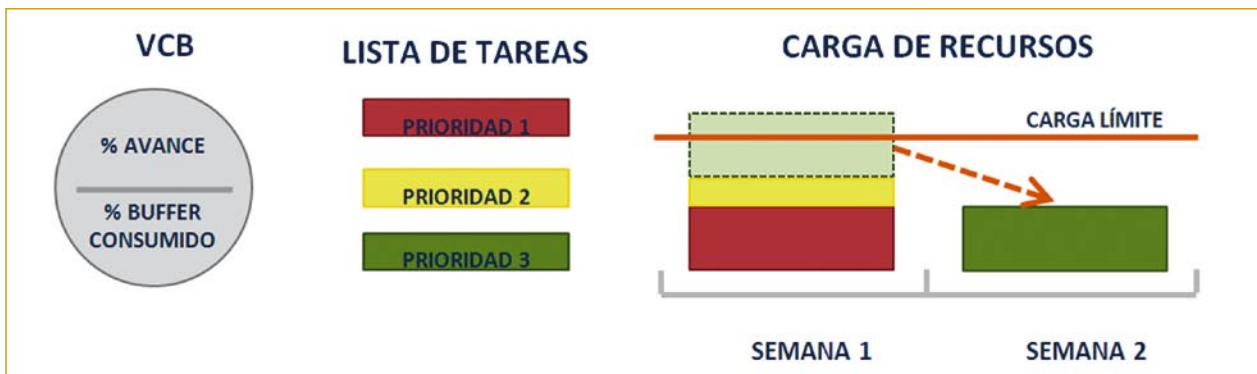 VCB
% AVANCE
% BUFFER
CONSUMIDO
LISTA DE TAREAS
PRIORIDAD 1
PRIORIDAD 2
PRIORIDAD 3
CARGA DE RECURSOS
CARGA LÍMITE
SEMANA 1
SEMANA 2